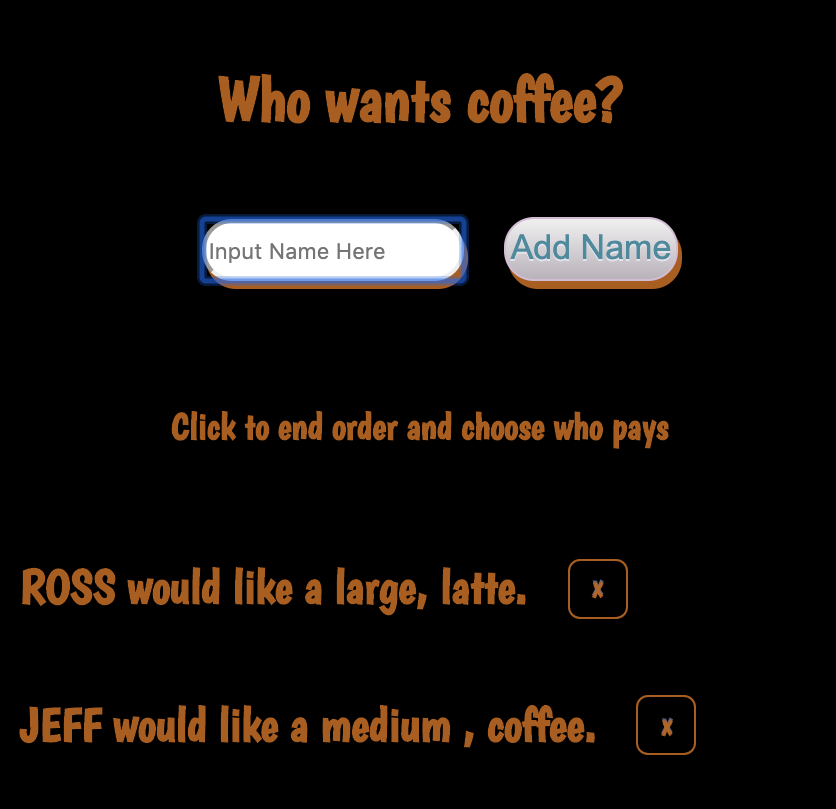 Who wants coffee?
Input Name Here
Add Name
Click to end order and choose who pays
ROSS would like a large, latte.
x
JEFF would like a medium , coffee.
x